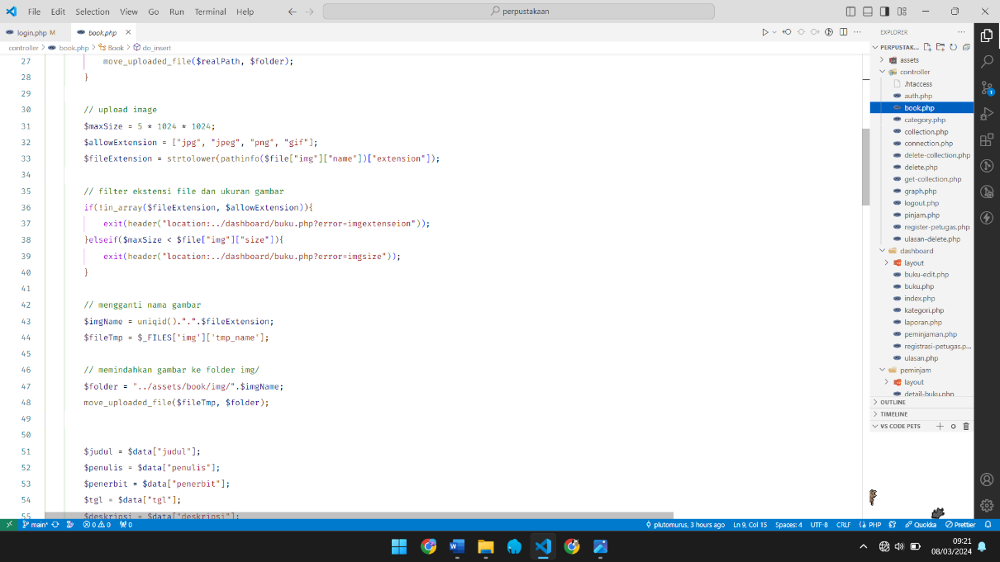 File Edit Selection View Go Run Terminal Help
perpustakaan
login.php M
book.php
EXPLORER
controller > book.php > Book > do_insert
PERPUSTAK...
27 move_uploaded_file($realPath, $folder);
28 }
29
30 // upload image
31 $maxSize = 5 * 1024 * 1024;
32 $allowExtension = ["jpg", "jpeg", "png", "gif"];
33 $fileExtension = strtolower(pathinfo($file["img"]["name"])["extension"]);
34
35 // filter ekstensi file dan ukuran gambar
36 if(!in_array($fileExtension, $allowExtension)){
37 exit(header("location:../dashboard/buku.php?error=imgextenseion"));
38 }elseif($maxSize < $file["img"]["size"]){
39 exit(header("location:../dashboard/buku.php?error=imgsize"));
40 }
41
42 // mengganti nama gambar
43 $imgName = uniqid().".".$fileExtension;
44 $fileTmp = $_FILES['img']['tmp_name'];
45
46 // memindahkan gambar ke folder img/
47 $folder = "../assets/book/img/".$imgName;
48 move_uploaded_file($fileTmp, $folder);
49
50
51 $judul = $data["judul"];
52 $penulis = $data["penulis"];
53 $penerbit = $data["penerbit"];
54 $tgl = $data["tgl"];
55 $deskripsi = $data["deskripsi"];
assets
controller
.htaccess
auth.php
book.php
category.php
collection.php
connection.php
delete-collection.php
delete.php
get-collection.php
graph.php
logout.php
pinjam.php
register-petugas.php
ulasan-delete.php
dashboard
layout
buku-edit.php
buku.php
index.php
kategori.php
laporan.php
peminjaman.php
registrasi-petugas.p...
ulasan.php
peminjam
layout
detail-buku.php
OUTLINE
TIMELINE
VS CODE PETS
1
main*
0 0
0
plutomurus, 3 hours ago
Ln 9, Col 15
Spaces: 4
UTF-8
CRLF
PHP
Quokka
Prettier
09:21
08/03/2024